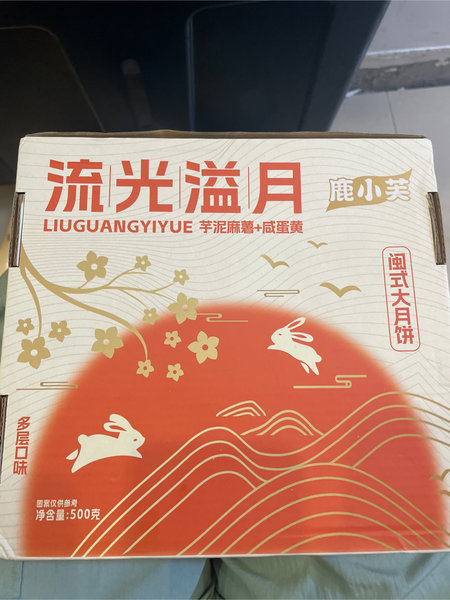 流光溢月
鹿小芙
LIUGUANGYIYUE 芋泥麻薯+咸蛋黄
闽式大月饼
多层口味
图案仅供参考
净含量:500克